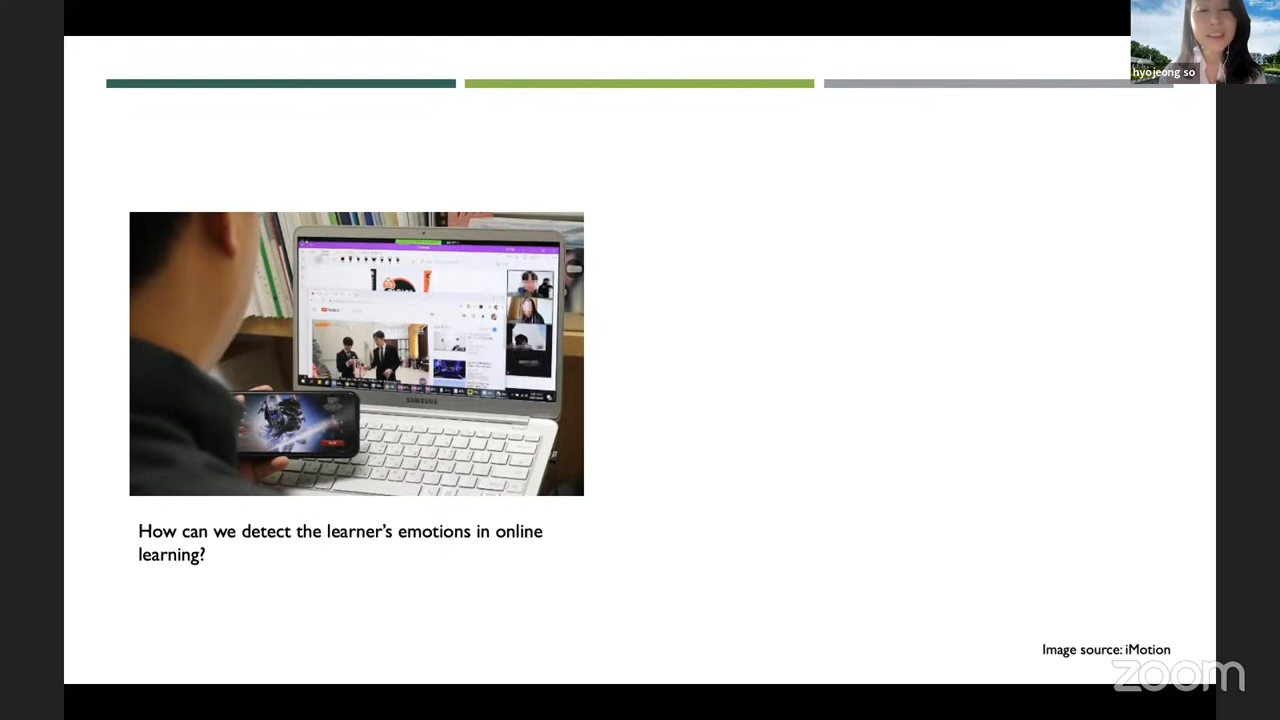 hyojeong so
SAMSUNG
How can we detect the learner's emotions in online
learning?
Image source: iMotion
zoom